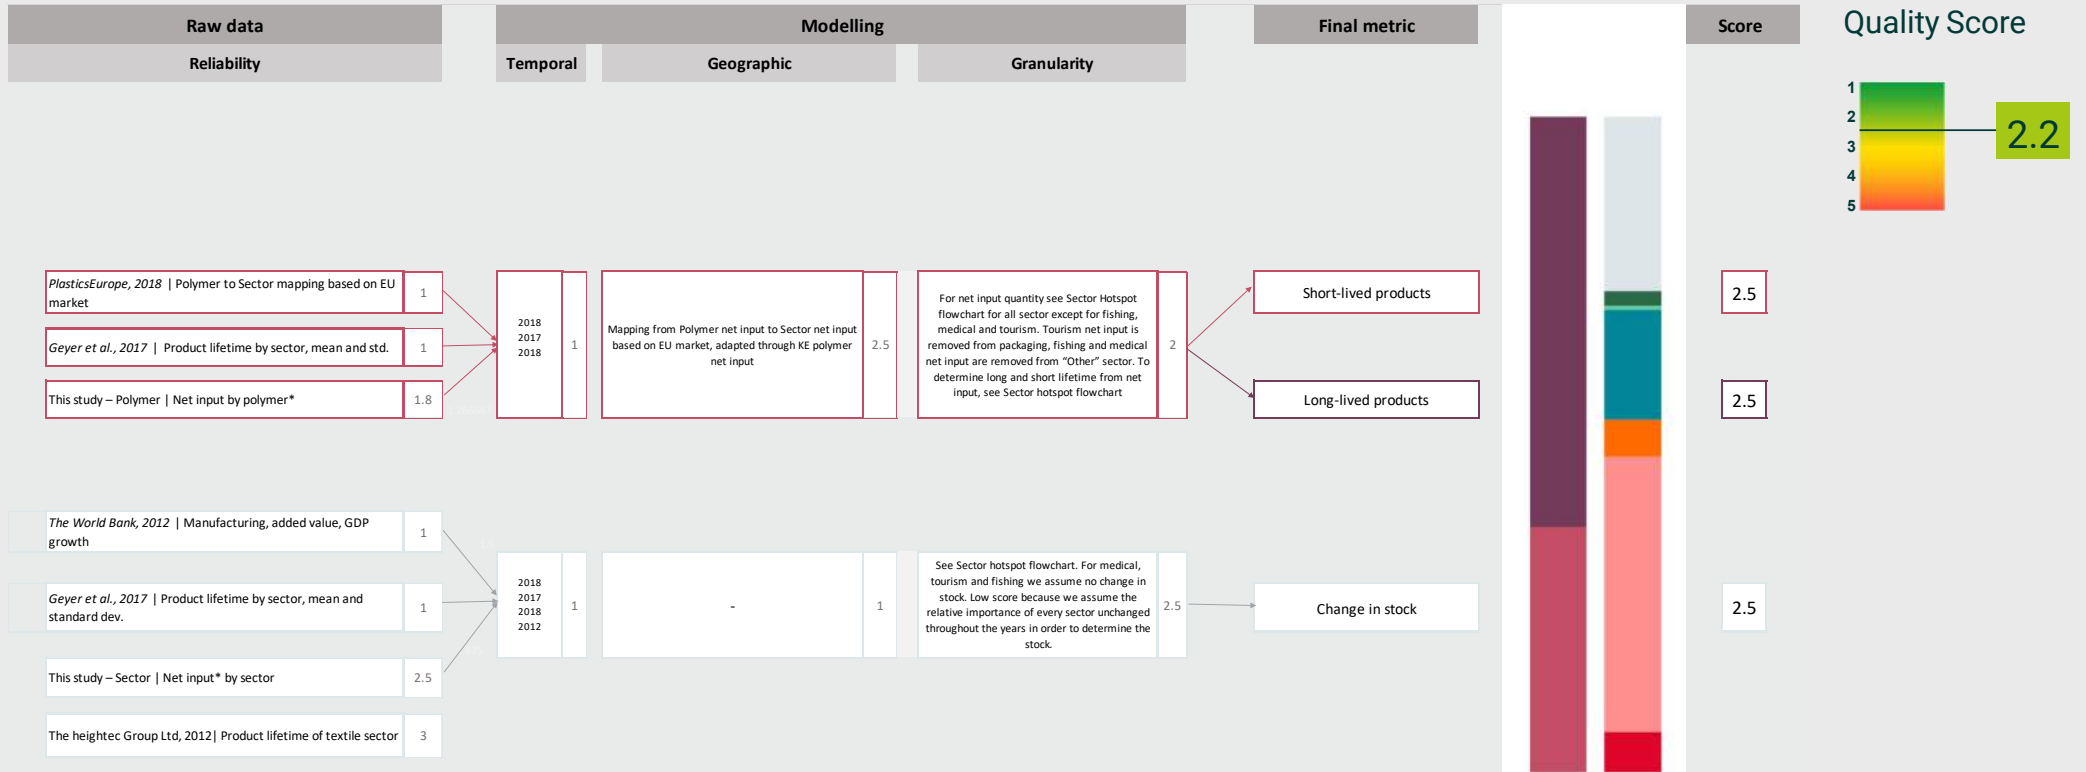 Raw data
Modelling
Final metric
Score
Quality Score
Reliability
Temporal
Geographic
Granularity
1
2
3
4
5
2.2
PlasticsEurope, 2018 | Polymer to Sector mapping based on EU
market
1
Geyer et al., 2017 | Product lifetime by sector, mean and std.
1
This study – Polymer | Net input by polymer*
1.8
2018
2017
2018
1
Mapping from Polymer net input to Sector net input
based on EU market, adapted through KE polymer
net input
2.5
For net input quantity see Sector Hotspot
flowchart for all sector except for fishing,
medical and tourism. Tourism net input is
removed from packaging, fishing and medical
net input are removed from “Other” sector. To
determine long and short lifetime from net
input, see Sector hotspot flowchart
2
Short-lived products
2.5
Long-lived products
2.5
The World Bank, 2012 | Manufacturing, added value, GDP
growth
1
Geyer et al., 2017 | Product lifetime by sector, mean and
standard dev.
1
This study – Sector | Net input* by sector
2.5
The heightec Group Ltd, 2012| Product lifetime of textile sector
3
2018
2017
2018
2012
1
-
1
See Sector hotspot flowchart. For medical,
tourism and fishing we assume no change in
stock. Low score because we assume the
relative importance of every sector unchanged
throughout the years in order to determine the
stock.
2.5
Change in stock
2.5